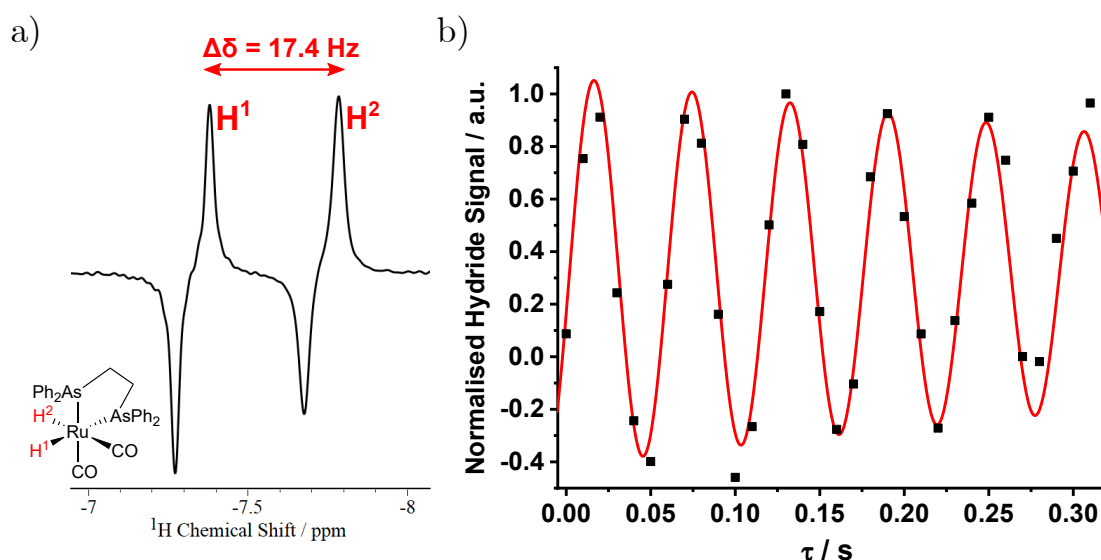 a)
Δδ = 17.4 Hz
H¹
H²
Ph₂As
H²
AsPh₂
H¹
Ru
CO
CO
-7
-7.5
-8
¹H Chemical Shift / ppm
b)
Normalised Hydride Signal / a.u.
1.0
0.8
0.6
0.4
0.2
0.0
-0.2
-0.4
0.00
0.05
0.10
0.15
0.20
0.25
0.30
τ / s